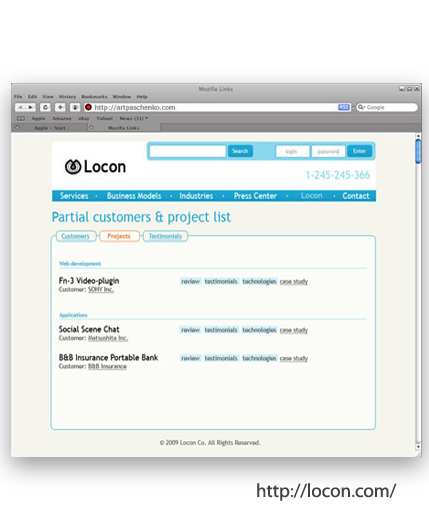 Mozilla Links
File Edit View History Bookmarks Window Help
http://artpaschenko.com RSS Google
Apple Amazon eBay Yahoo! News (31)
Apple - Start Mozilla Links
Search login password Enter
Locon
1-245-245-366
Services · Business Models · Industries · Press Center · Locon · Contact
Partial customers & project list
Customers Projects Testimonials
Web development
Fn-3 Video-plugin review testimonials technologies case study
Customer: SONY Inc.
Applications
Social Scene Chat review testimonials technologies case study
Customer: Matsushita Inc.
B&B Insurance Portable Bank review testimonials technologies case study
Customer: B&B Insurance
© 2009 Locon Co. All Rights Reserved.
http://locon.com/